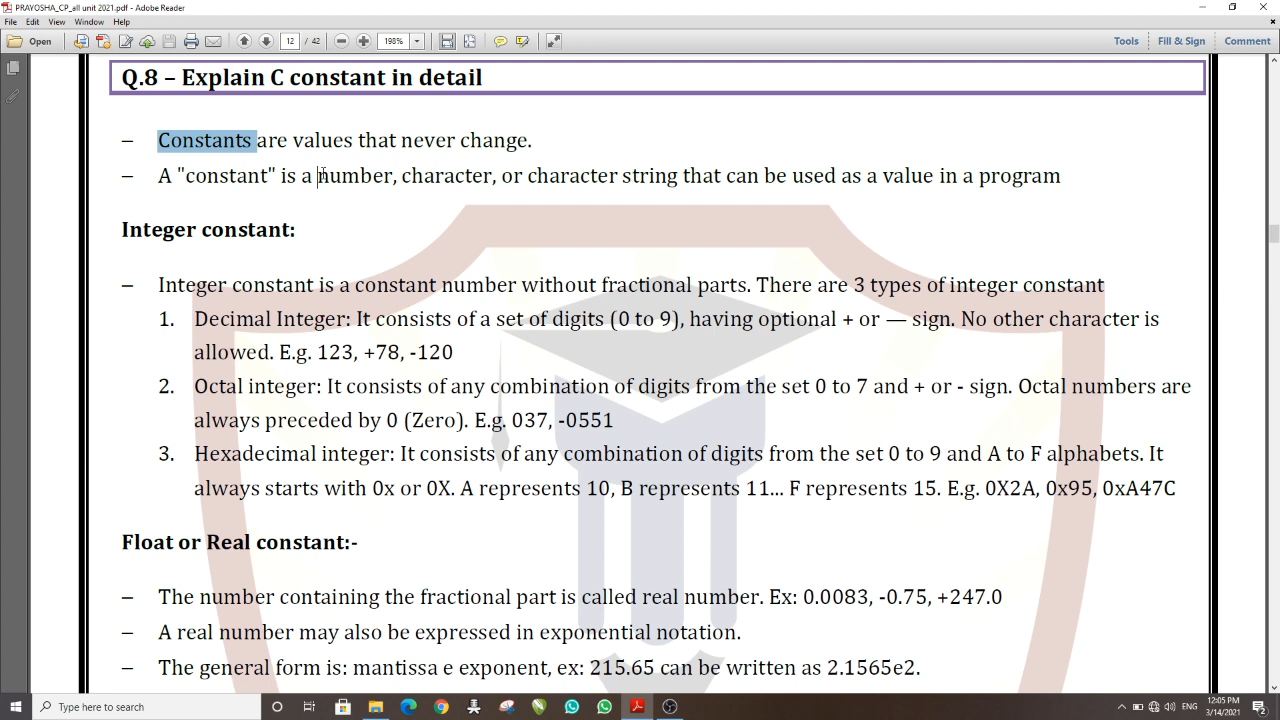 PRAYOSHA_CP_all unit 2021.pdf - Adobe Reader
File Edit View Window Help
Open 12 / 42 198% Tools Fill & Sign Comment
Q.8 – Explain C constant in detail
– Constants are values that never change.
– A "constant" is a number, character, or character string that can be used as a value in a program
Integer constant:
– Integer constant is a constant number without fractional parts. There are 3 types of integer constant
1. Decimal Integer: It consists of a set of digits (0 to 9), having optional + or — sign. No other character is
allowed. E.g. 123, +78, -120
2. Octal integer: It consists of any combination of digits from the set 0 to 7 and + or - sign. Octal numbers are
always preceded by 0 (Zero). E.g. 037, -0551
3. Hexadecimal integer: It consists of any combination of digits from the set 0 to 9 and A to F alphabets. It
always starts with 0x or 0X. A represents 10, B represents 11... F represents 15. E.g. 0X2A, 0x95, 0xA47C
Float or Real constant:-
– The number containing the fractional part is called real number. Ex: 0.0083, -0.75, +247.0
– A real number may also be expressed in exponential notation.
– The general form is: mantissa e exponent, ex: 215.65 can be written as 2.1565e2.
Type here to search
ENG
12:05 PM
3/14/2021
2